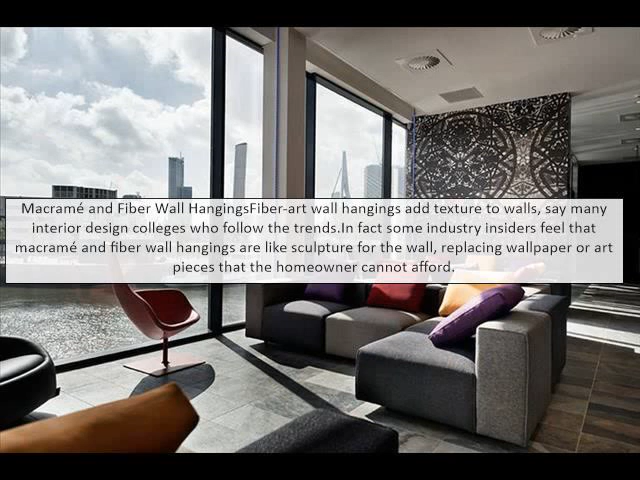 Macramé and Fiber Wall HangingsFiber-art wall hangings add texture to walls, say many
interior design colleges who follow the trends.In fact some industry insiders feel that
macramé and fiber wall hangings are like sculpture for the wall, replacing wallpaper or art
pieces that the homeowner cannot afford.